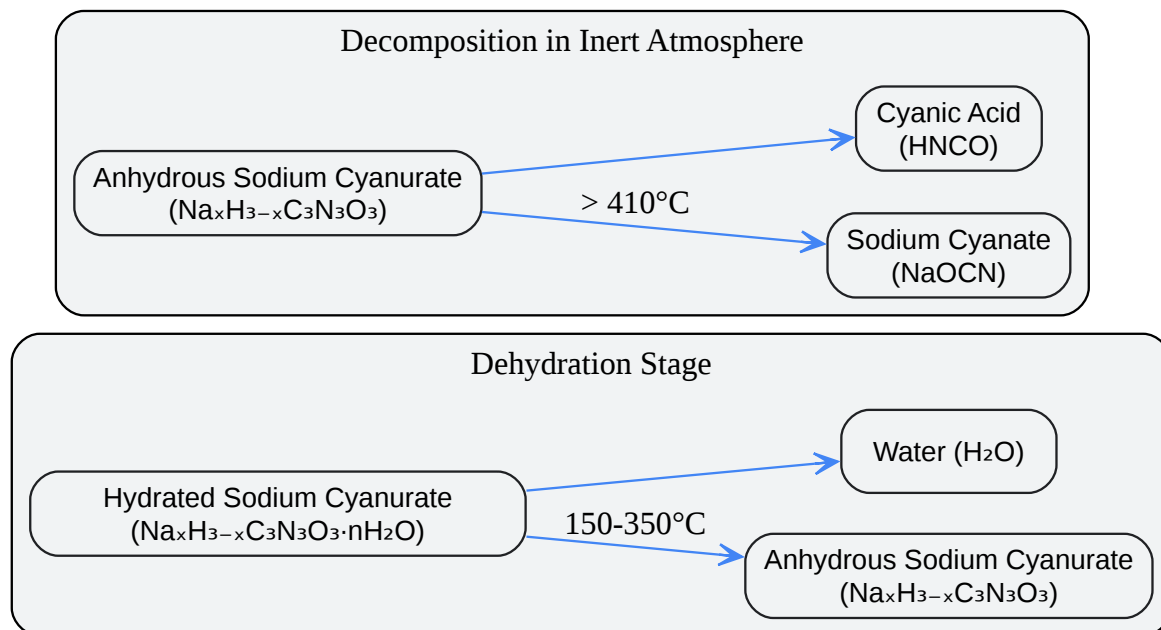 Decomposition in Inert Atmosphere
Cyanic Acid
(HNCO)
Anhydrous Sodium Cyanurate
(NaₓH₃₋ₓC₃N₃O₃)
> 410°C
Sodium Cyanate
(NaOCN)
Dehydration Stage
Water (H₂O)
Hydrated Sodium Cyanurate
(NaₓH₃₋ₓC₃N₃O₃·nH₂O)
150-350°C
Anhydrous Sodium Cyanurate
(NaₓH₃₋ₓC₃N₃O₃)